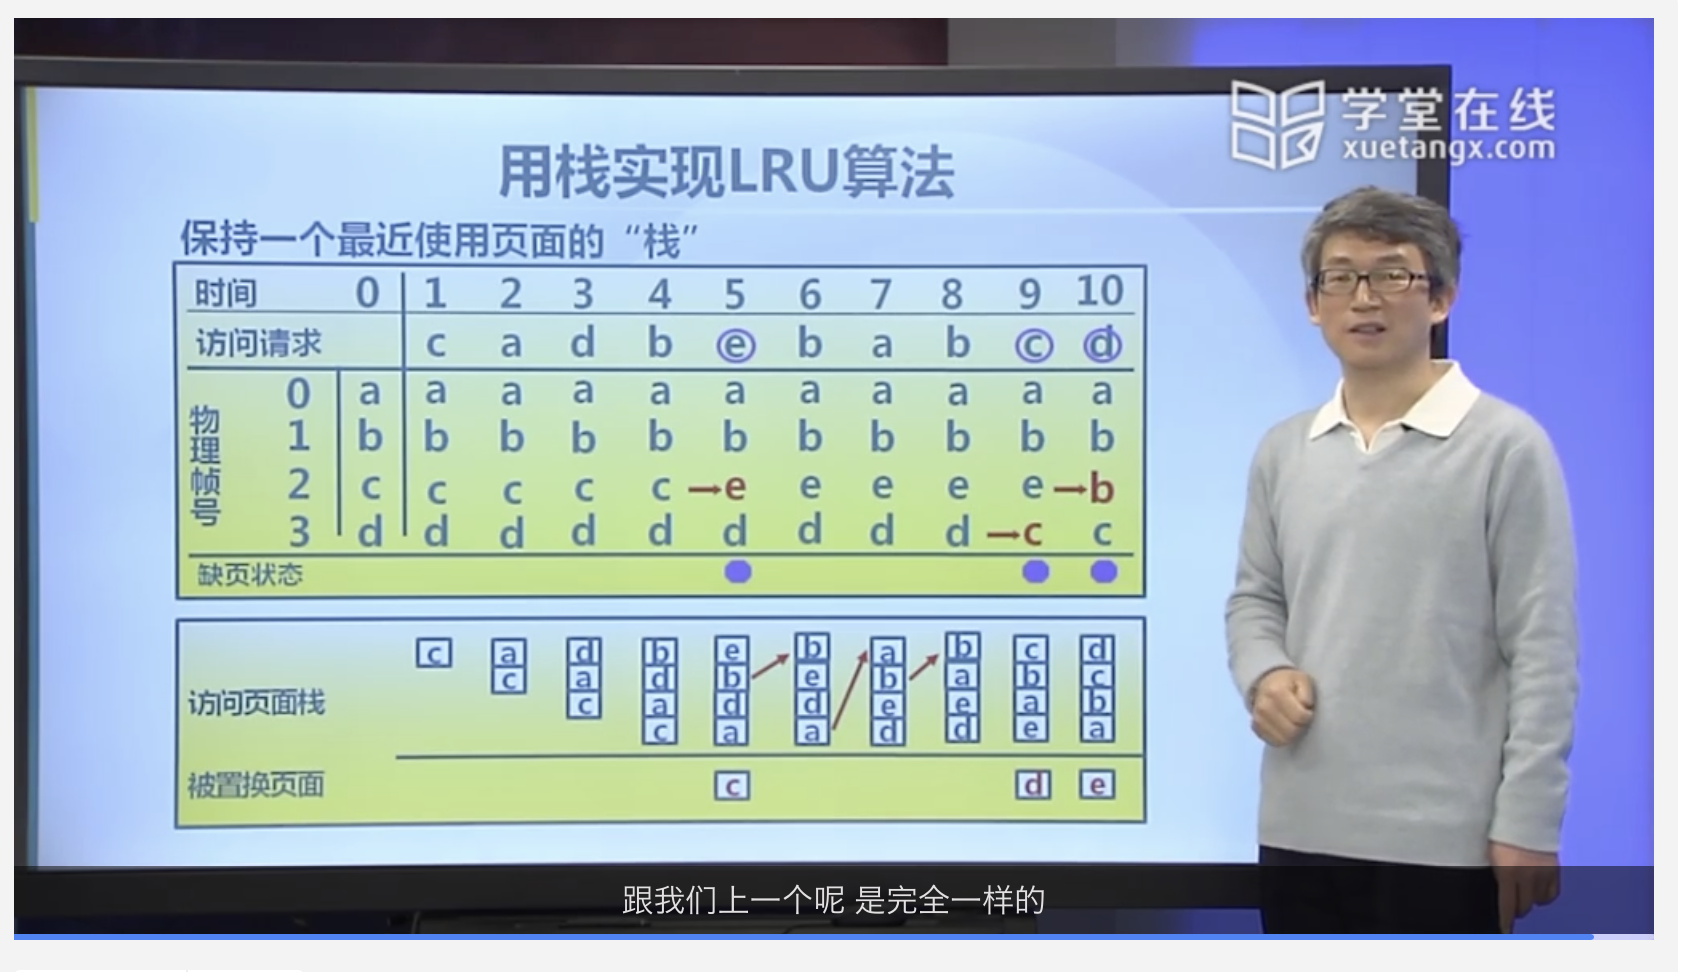 学堂在线
xuetangx.com
用栈实现LRU算法
保持一个最近使用页面的“栈”
时间 0 1 2 3 4 5 6 7 8 9 10
访问请求 c a d b e b a b c d
物理帧号
0 a a a a a a a a a a a
1 b b b b b b b b b b b
2 c c c c c →e e e e e →b
3 d d d d d d d d d →c c
缺页状态
访问页面栈
c a d b e b a b c d
c a d b e b a b c
c a d d e e a b
c a a d d e a
被置换页面 c d e
跟我们上一个呢 是完全一样的